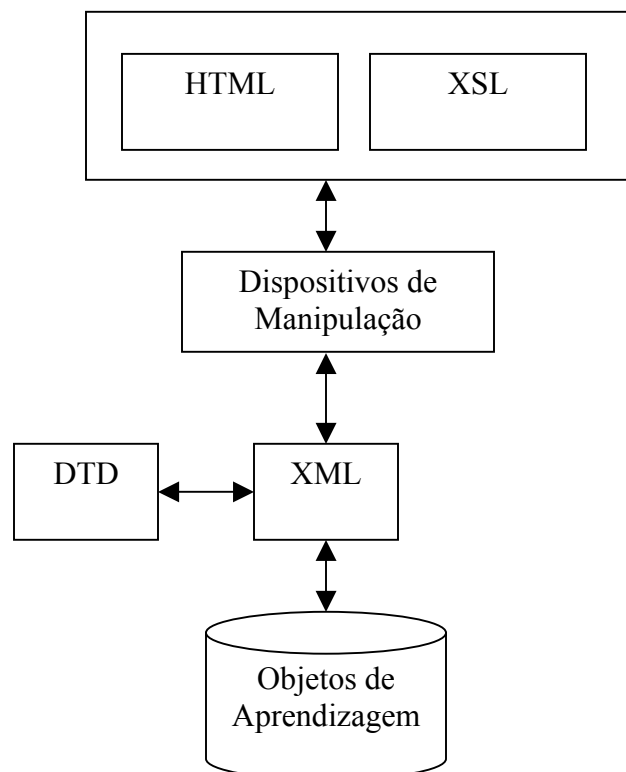 HTML
XSL
Dispositivos de
Manipulação
DTD
XML
Objetos de
Aprendizagem